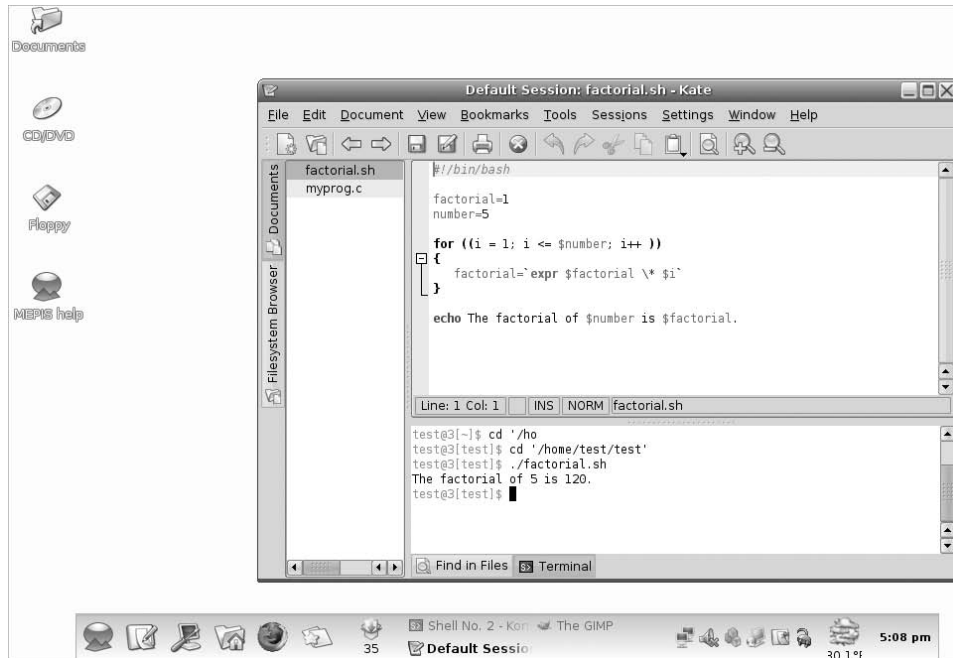 Documents
CD/DVD
Floppy
MEPIS help
Default Session: factorial.sh - Kate
File Edit Document View Bookmarks Tools Sessions Settings Window Help
Documents
Filesystem Browser
factorial.sh
myprog.c
#!/bin/bash
factorial=1
number=5
for ((i = 1; i <= $number; i++ ))
{
factorial=`expr $factorial \* $i`
}
echo The factorial of $number is $factorial.
Line: 1 Col: 1 INS NORM factorial.sh
test@3[~]$ cd '/ho
test@3[test]$ cd '/home/test/test'
test@3[test]$ ./factorial.sh
The factorial of 5 is 120.
test@3[test]$
Find in Files Terminal
35
Shell No. 2 - Kon
The GIMP
Default Sessio
30.1°F
5:08 pm